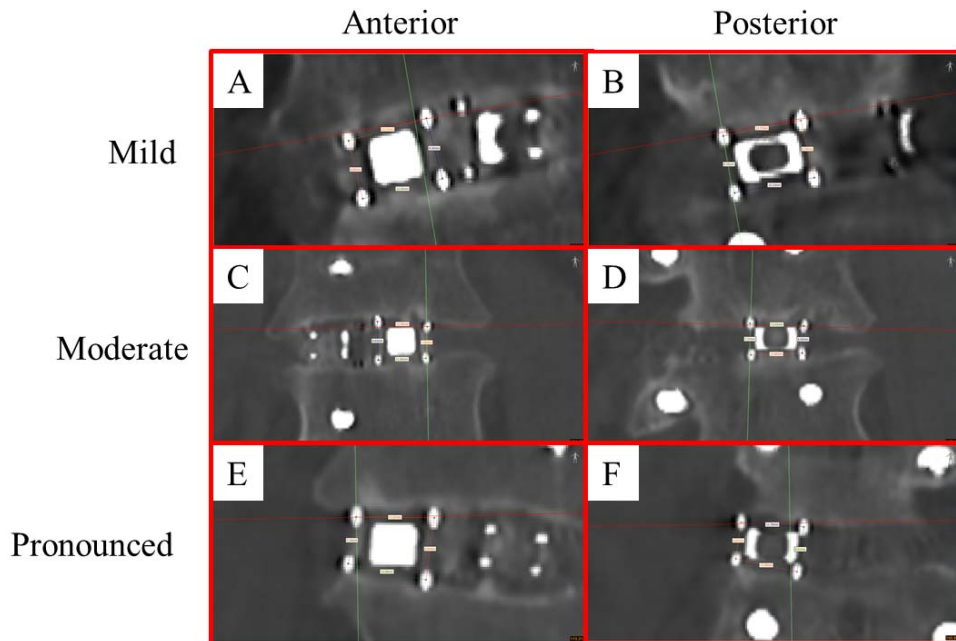 Anterior Posterior
Mild
A B
Moderate
C D
Pronounced
E F